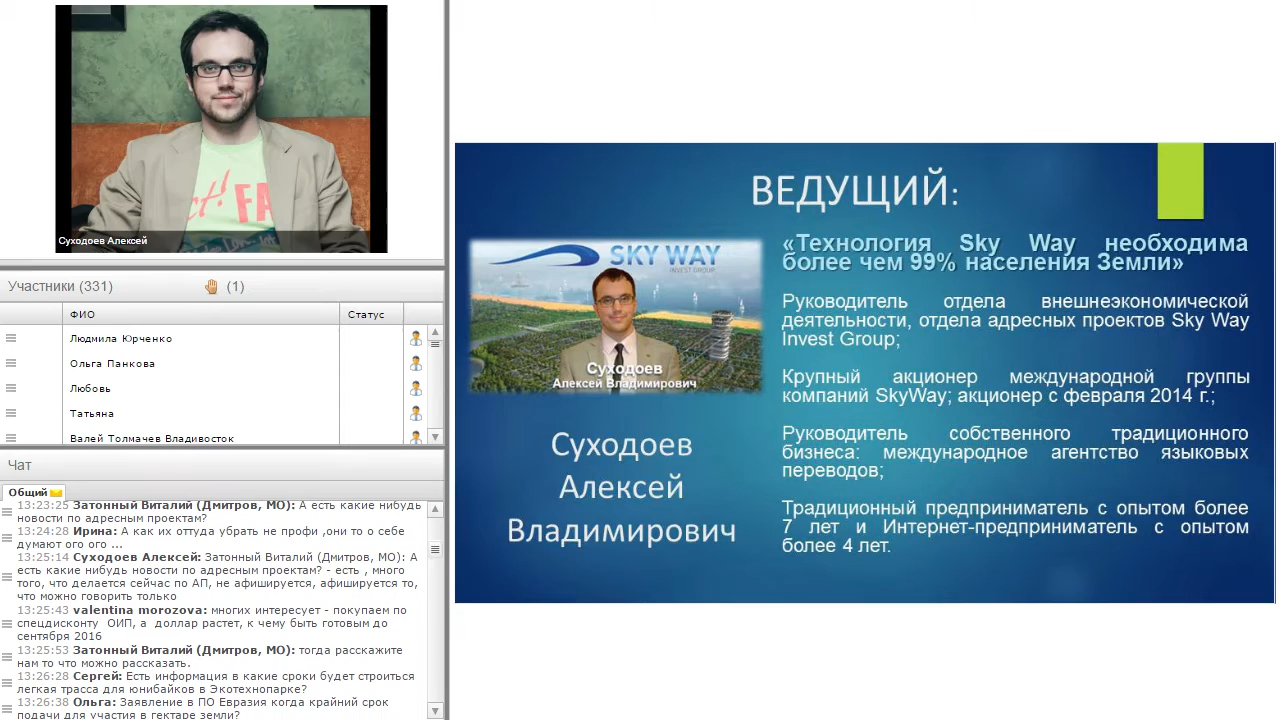 Суходоев Алексей
Участники (331)
(1)
ФИО
Статус
Людмила Юрченко
Ольга Панкова
Любовь
Татьяна
Валей Толмачев Владивосток
Чат
Общий
13:23:25 Затонный Виталий (Дмитров, МО): А есть какие нибудь
новости по адресным проектам?
13:24:28 Ирина: А как их оттуда убрать не профи ,они то о себе
думают ого ого ...
13:25:14 Суходоев Алексей: Затонный Виталий (Дмитров, МО): А
есть какие нибудь новости по адресным проектам? - есть , много
того, что делается сейчас по АП, не афишируется, афишируется то,
что можно говорить только
13:25:43 valentina morozova: многих интересует - покупаем по
спецдисконту ОИП, а доллар растет, к чему быть готовым до
сентября 2016
13:25:53 Затонный Виталий (Дмитров, МО): тогда расскажите
нам то что можно рассказать.
13:26:28 Сергей: Есть информация в какие сроки будет строиться
легкая трасса для юнибайков в Экотехнопарке?
13:26:38 Ольга: Заявление в ПО Евразия когда крайний срок
подачи для участия в гектаре земли?
ВЕДУЩИЙ:
SKY WAY
INVEST GROUP
Суходоев
Алексей Владимирович
Суходоев
Алексей
Владимирович
«Технология Sky Way необходима
более чем 99% населения Земли»
Руководитель отдела внешнеэкономической
деятельности, отдела адресных проектов Sky Way
Invest Group;
Крупный акционер международной группы
компаний SkyWay; акционер с февраля 2014 г.;
Руководитель собственного традиционного
бизнеса: международное агентство языковых
переводов;
Традиционный предприниматель с опытом более
7 лет и Интернет-предприниматель с опытом
более 4 лет.